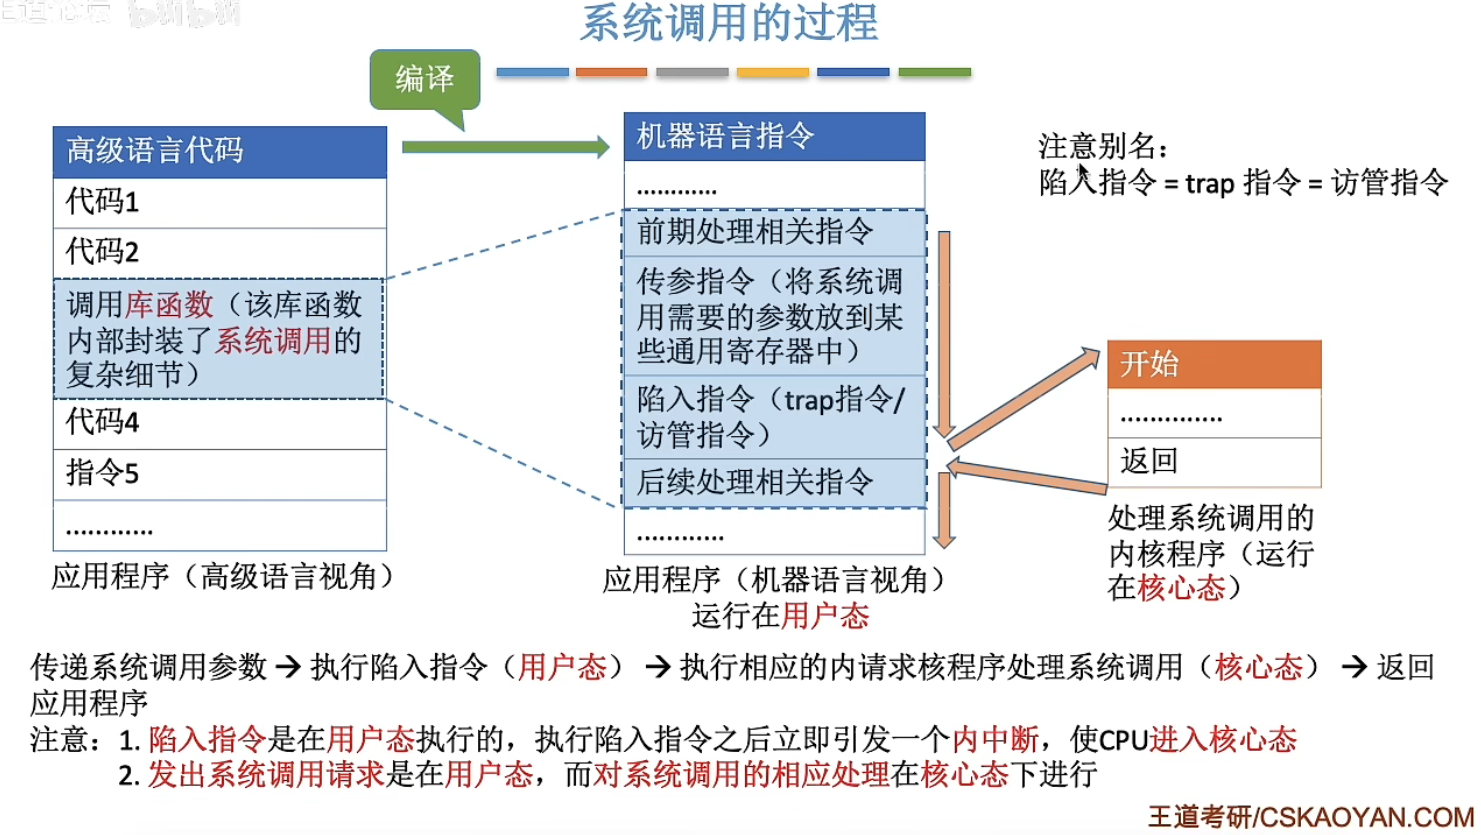 王道论坛 bilibili
系统调用的过程
编译
高级语言代码
代码1
代码2
调用库函数（该库函数
内部封装了系统调用的
复杂细节）
代码4
指令5
…………
应用程序（高级语言视角）
机器语言指令
…………
前期处理相关指令
传参指令（将系统调
用需要的参数放到某
些通用寄存器中）
陷入指令（trap指令/
访管指令）
后续处理相关指令
…………
应用程序（机器语言视角）
运行在用户态
注意别名：
陷入指令 = trap 指令 = 访管指令
开始
…………..
返回
处理系统调用的
内核程序（运行
在核心态）
传递系统调用参数 → 执行陷入指令（用户态） → 执行相应的内请求核程序处理系统调用（核心态） → 返回
应用程序
注意：1. 陷入指令是在用户态执行的，执行陷入指令之后立即引发一个内中断，使CPU进入核心态
2. 发出系统调用请求是在用户态，而对系统调用的相应处理在核心态下进行
王道考研/CSKAOYAN.COM